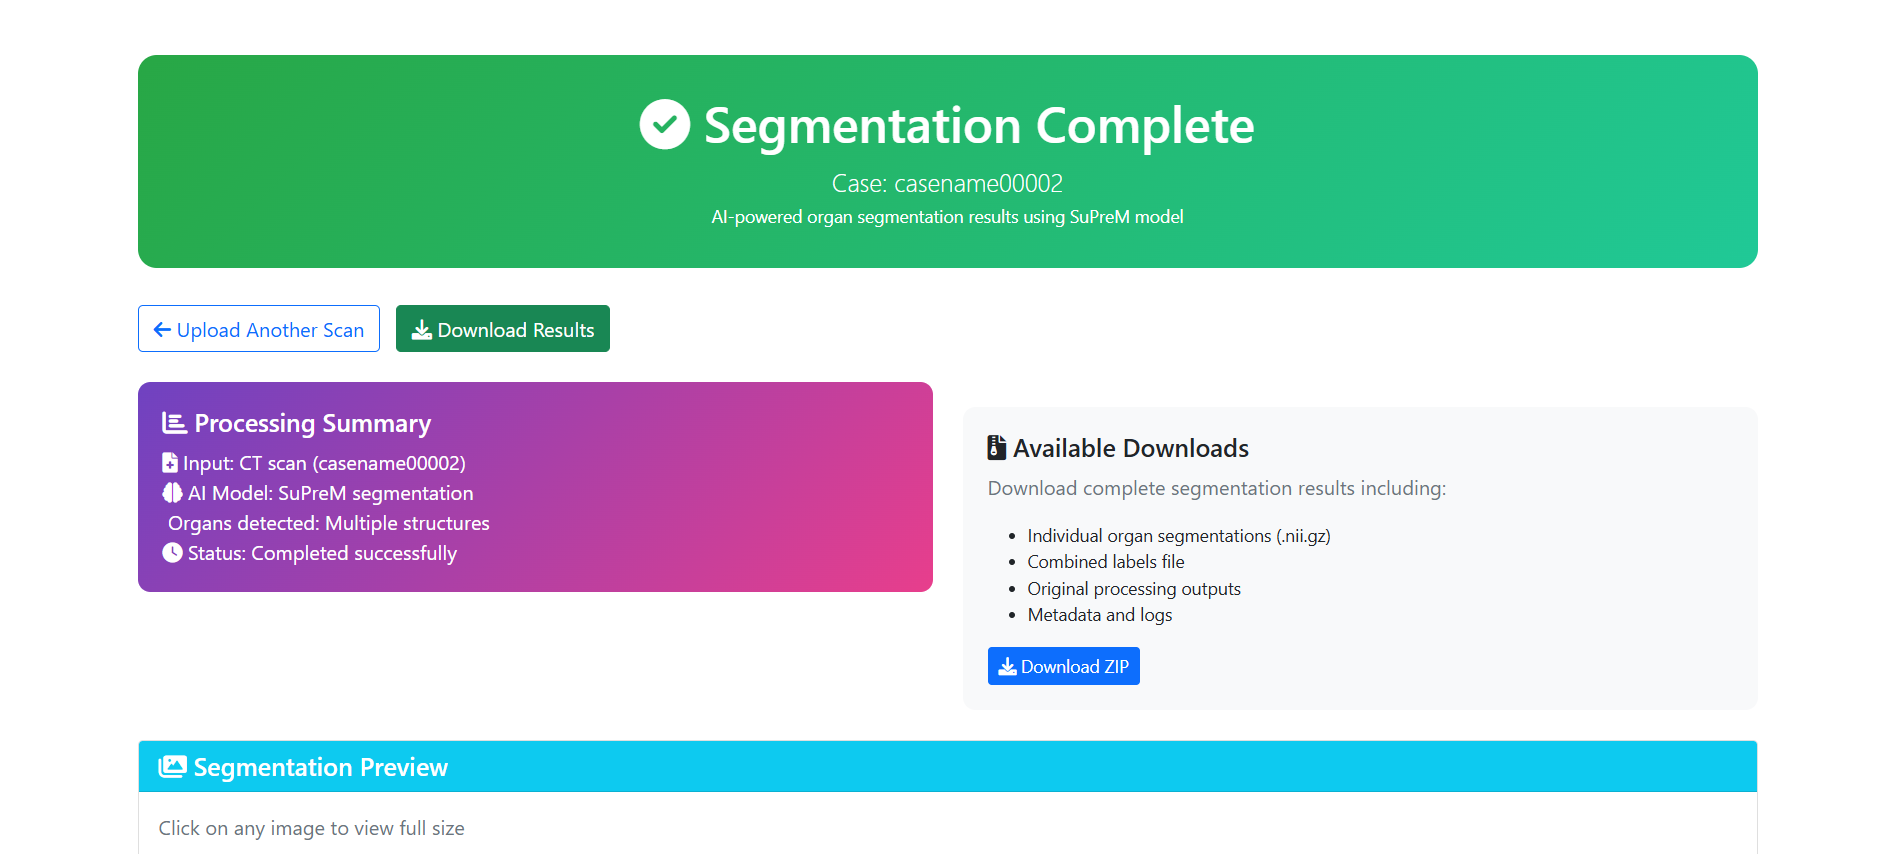 Segmentation Complete
Case: casename00002
AI-powered organ segmentation results using SuPreM model
Upload Another Scan
Download Results
Processing Summary
Input: CT scan (casename00002)
AI Model: SuPreM segmentation
Organs detected: Multiple structures
Status: Completed successfully
Available Downloads
Download complete segmentation results including:
Individual organ segmentations (.nii.gz)
Combined labels file
Original processing outputs
Metadata and logs
Download ZIP
Segmentation Preview
Click on any image to view full size